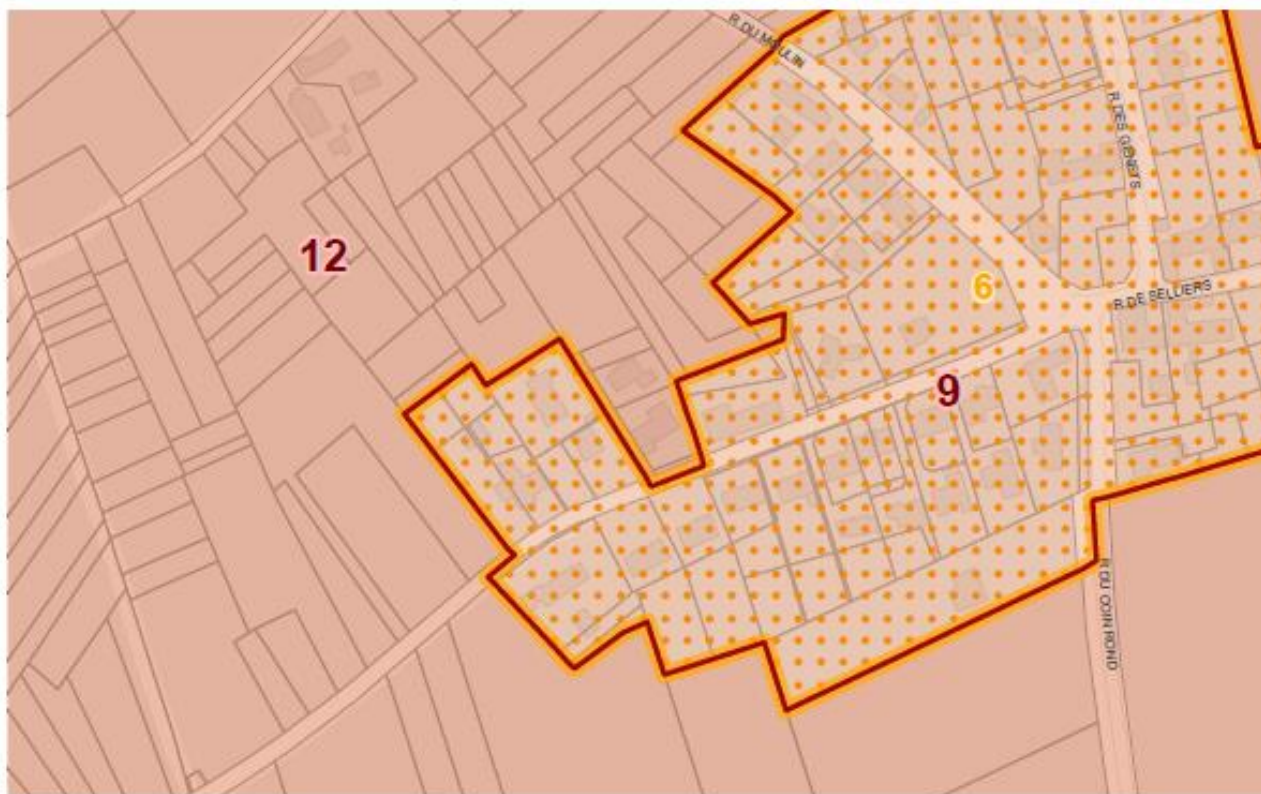 R. DU MOULIN
R. DES GENETS
12
6
R. DE SELLIERS
9
R. DU COIN ROND